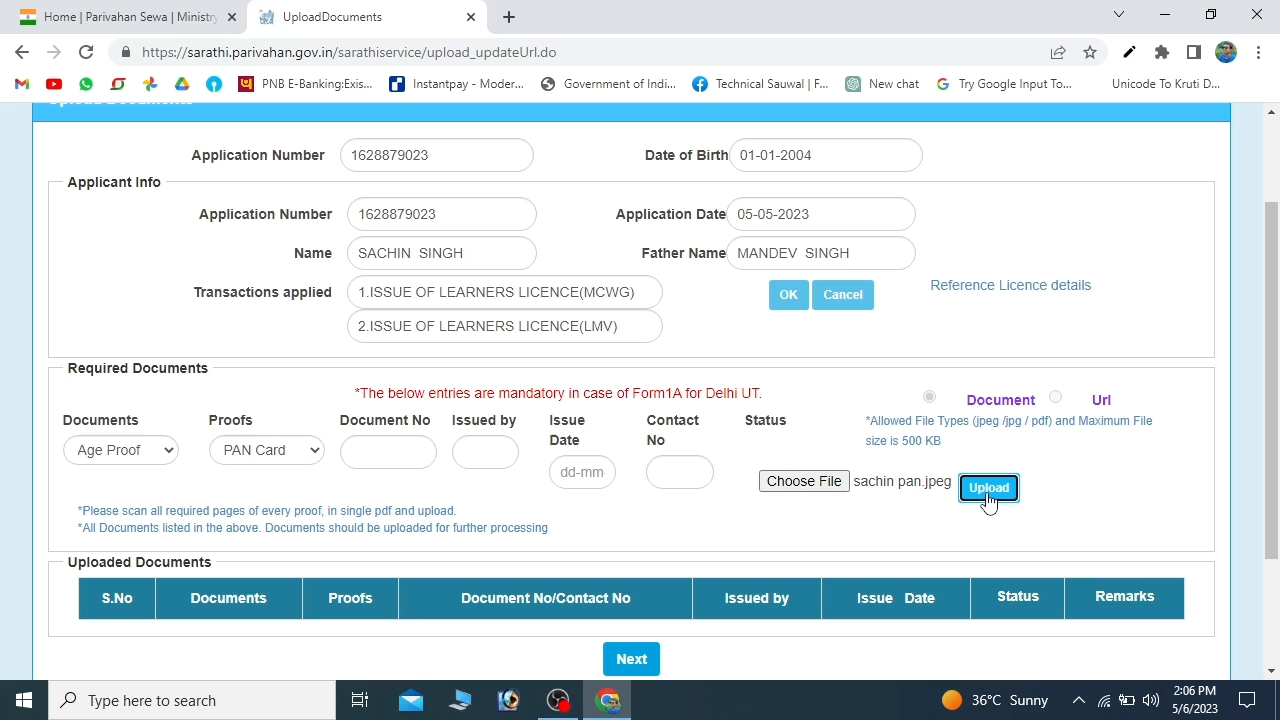 Home | Parivahan Sewa | Ministry
UploadDocuments
https://sarathi.parivahan.gov.in/sarathiservice/upload_updateUrl.do
PNB E-Banking:Exis...
Instantpay - Moder...
Government of Indi...
Technical Sauwal | F...
New chat
Try Google Input To...
Unicode To Kruti D...
Upload Documents
Application Number 1628879023 Date of Birth 01-01-2004
Applicant Info
Application Number 1628879023 Application Date 05-05-2023
Name SACHIN SINGH Father Name MANDEV SINGH
Transactions applied 1.ISSUE OF LEARNERS LICENCE(MCWG) OK Cancel Reference Licence details
2.ISSUE OF LEARNERS LICENCE(LMV)
Required Documents
*The below entries are mandatory in case of Form1A for Delhi UT.
Document Url
Documents Proofs Document No Issued by Issue Date Contact No Status
*Allowed File Types (jpeg /jpg / pdf) and Maximum File
size is 500 KB
Age Proof PAN Card dd-mm
Choose File sachin pan.jpeg Upload
*Please scan all required pages of every proof, in single pdf and upload.
*All Documents listed in the above. Documents should be uploaded for further processing
Uploaded Documents
S.No Documents Proofs Document No/Contact No Issued by Issue Date Status Remarks
Next
Type here to search
36°C Sunny
2:06 PM
5/6/2023